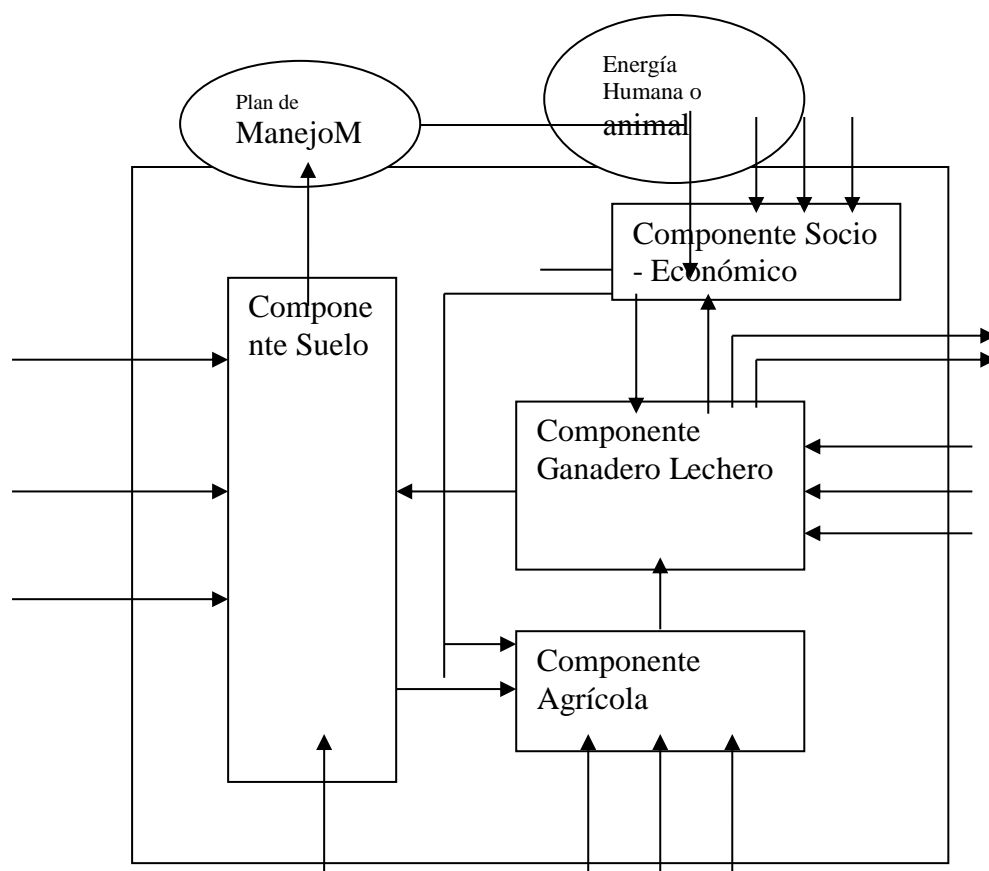 Plan de
ManejoM
Energía
Humana o
animal
Componente Socio
- Económico
Compone
nte Suelo
Componente
Ganadero Lechero
Componente
Agrícola